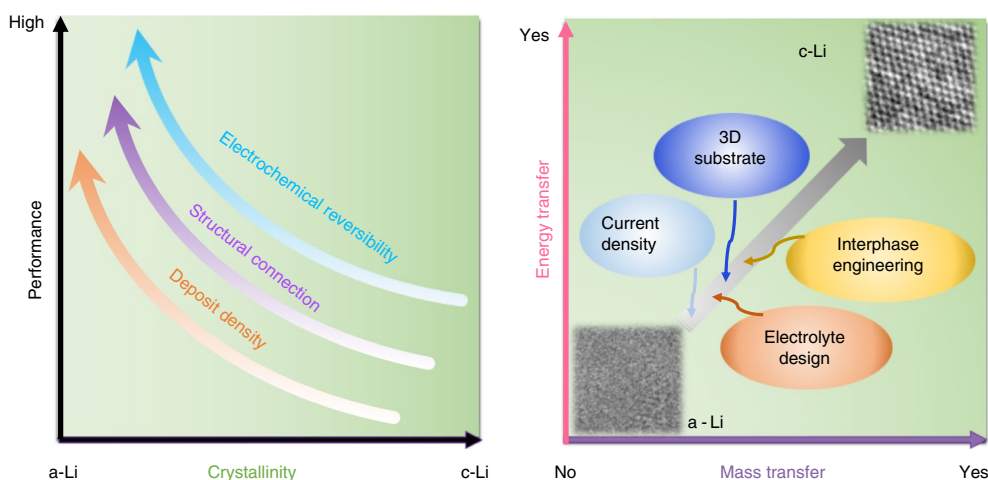 High
Performance
Electrochemical reversibility
Structural connection
Deposit density
a-Li
Crystallinity
c-Li
Yes
Energy transfer
c-Li
3D
substrate
Current
density
Interphase
engineering
Electrolyte
design
a - Li
No
Mass transfer
Yes